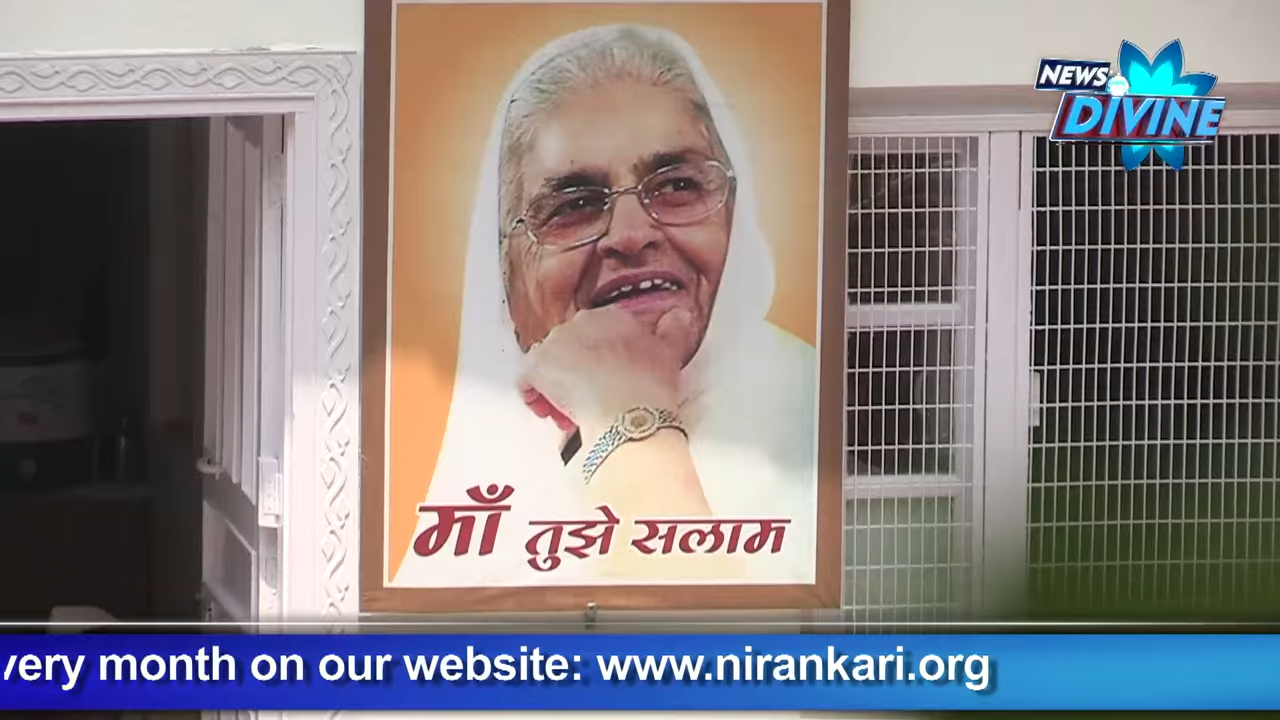 NEWS
DIVINE
माँ तुझे सलाम
very month on our website: www.nirankari.org